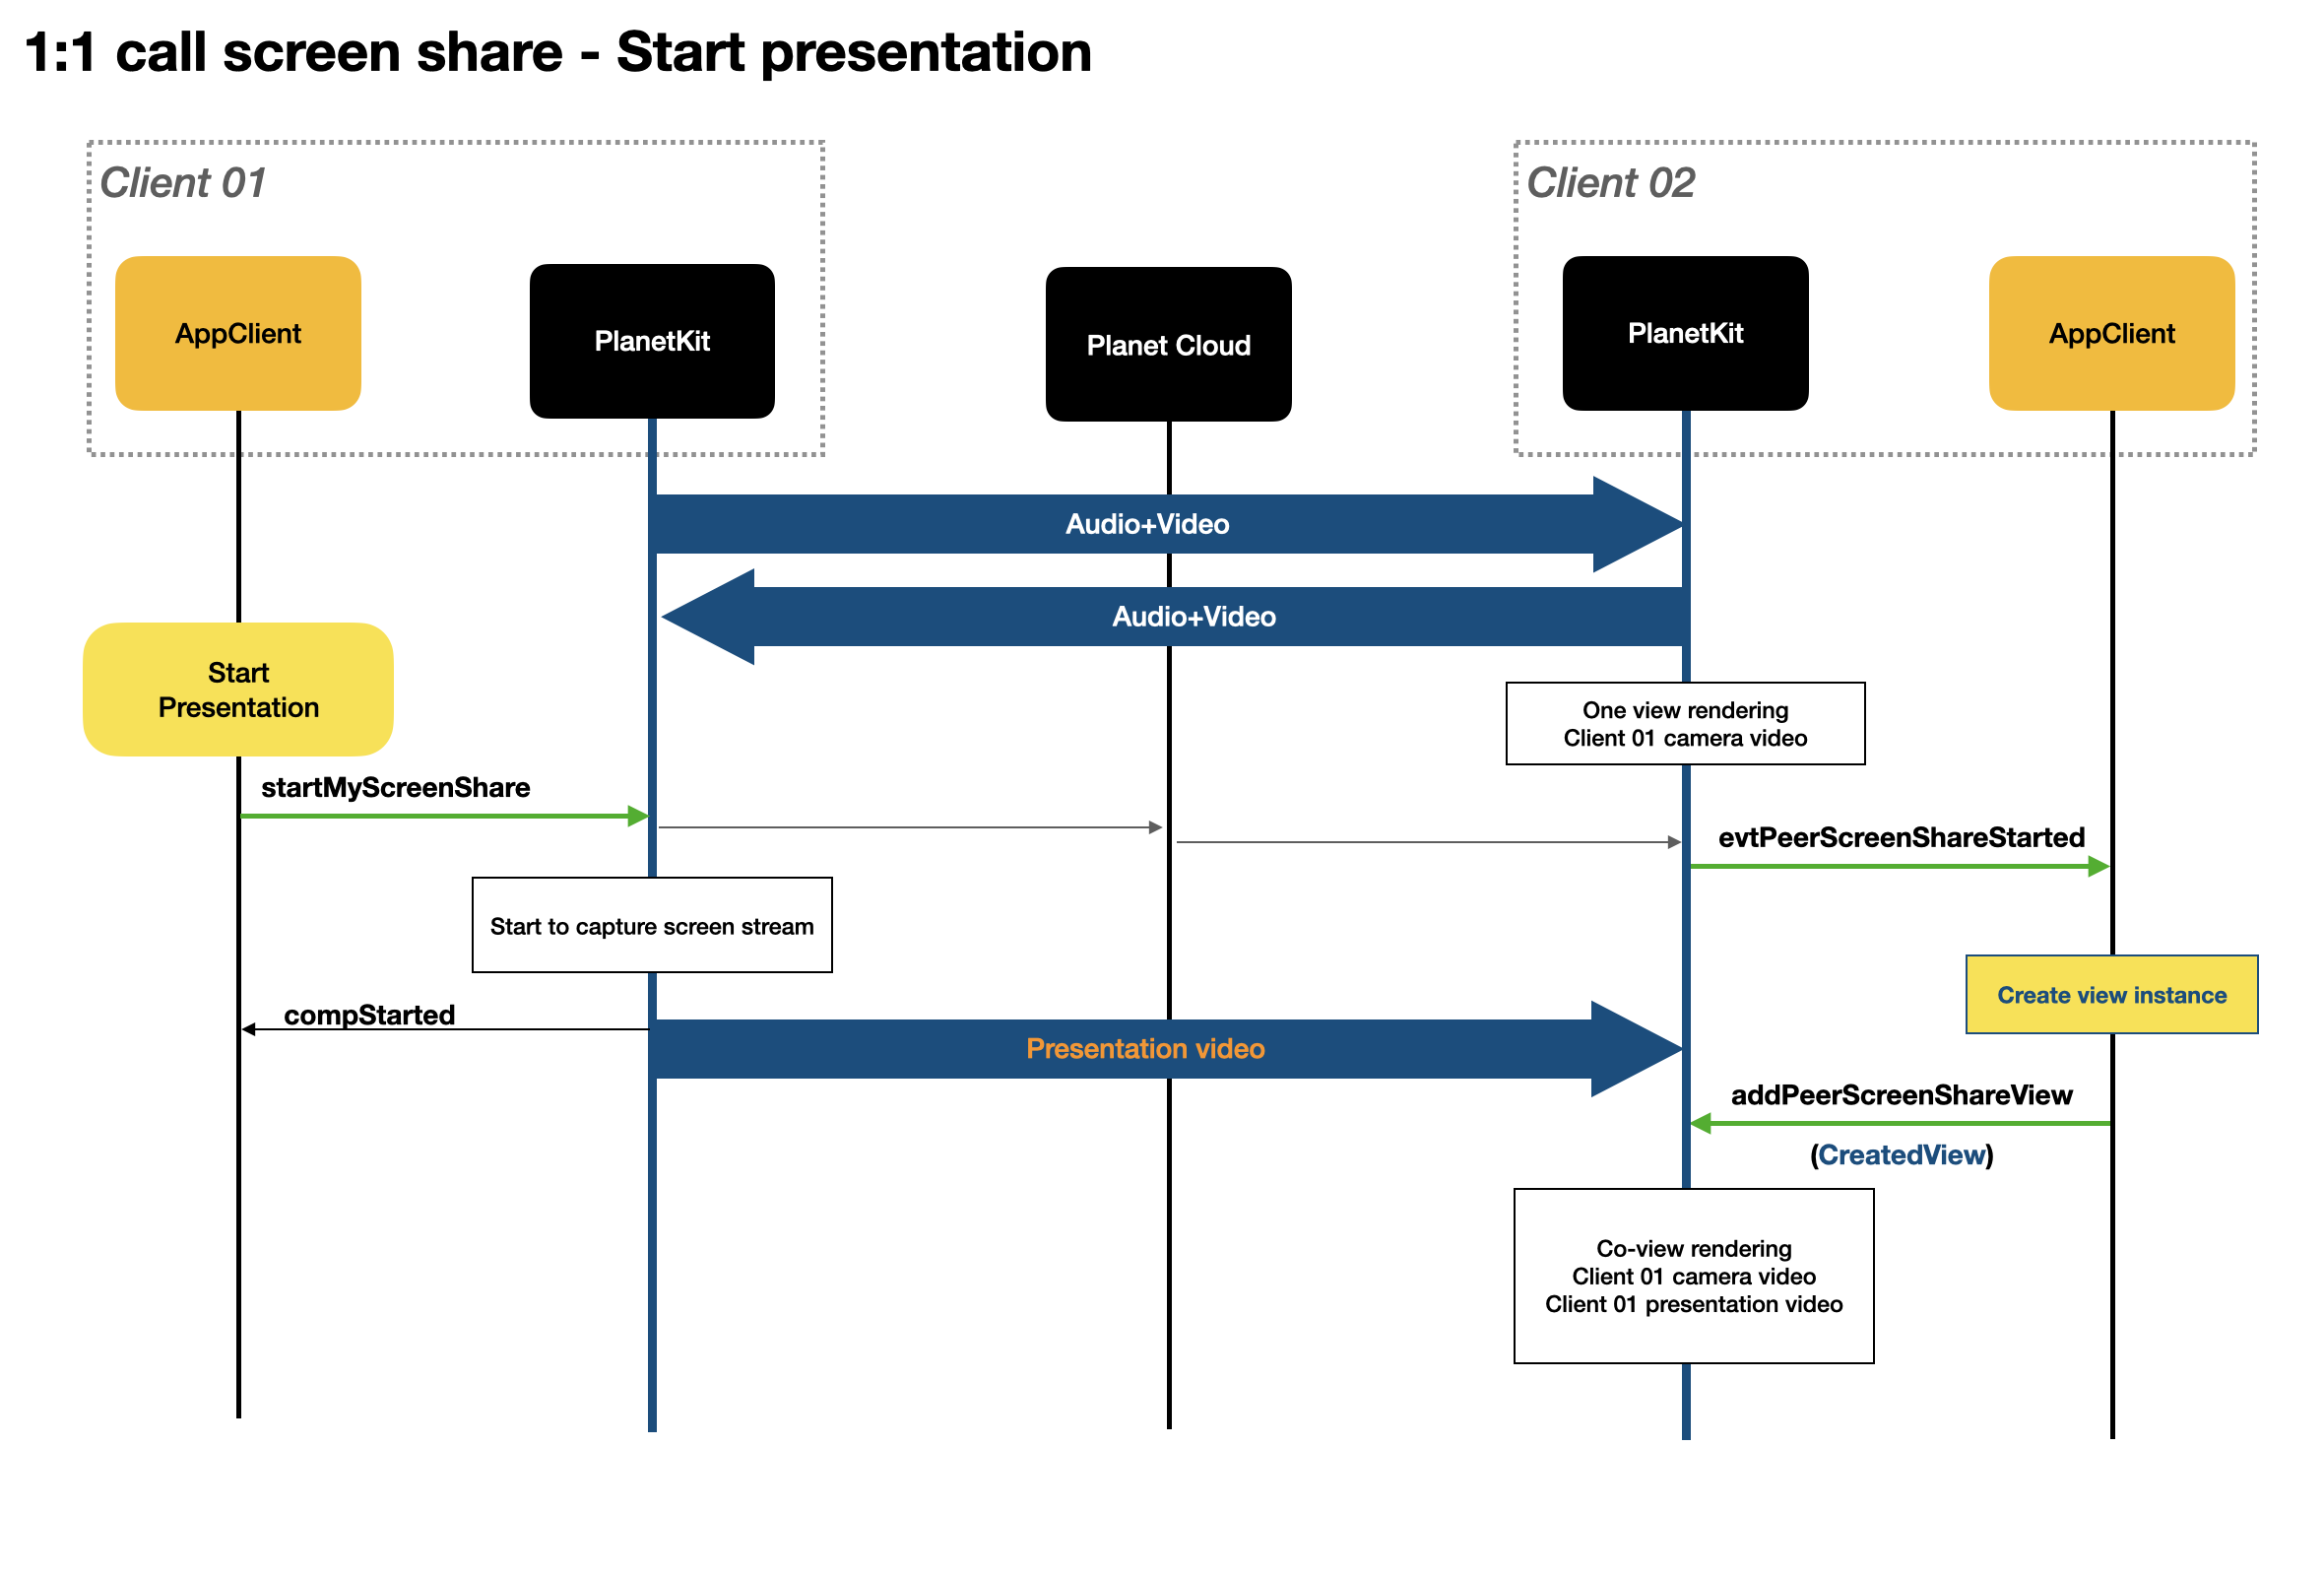 1:1 call screen share - Start presentation
Client 01
Client 02
AppClient
PlanetKit
Planet Cloud
PlanetKit
AppClient
Audio+Video
Audio+Video
Start
Presentation
One view rendering
Client 01 camera video
startMyScreenShare
evtPeerScreenShareStarted
Start to capture screen stream
Create view instance
compStarted
Presentation video
addPeerScreenShareView
(CreatedView)
Co-view rendering
Client 01 camera video
Client 01 presentation video